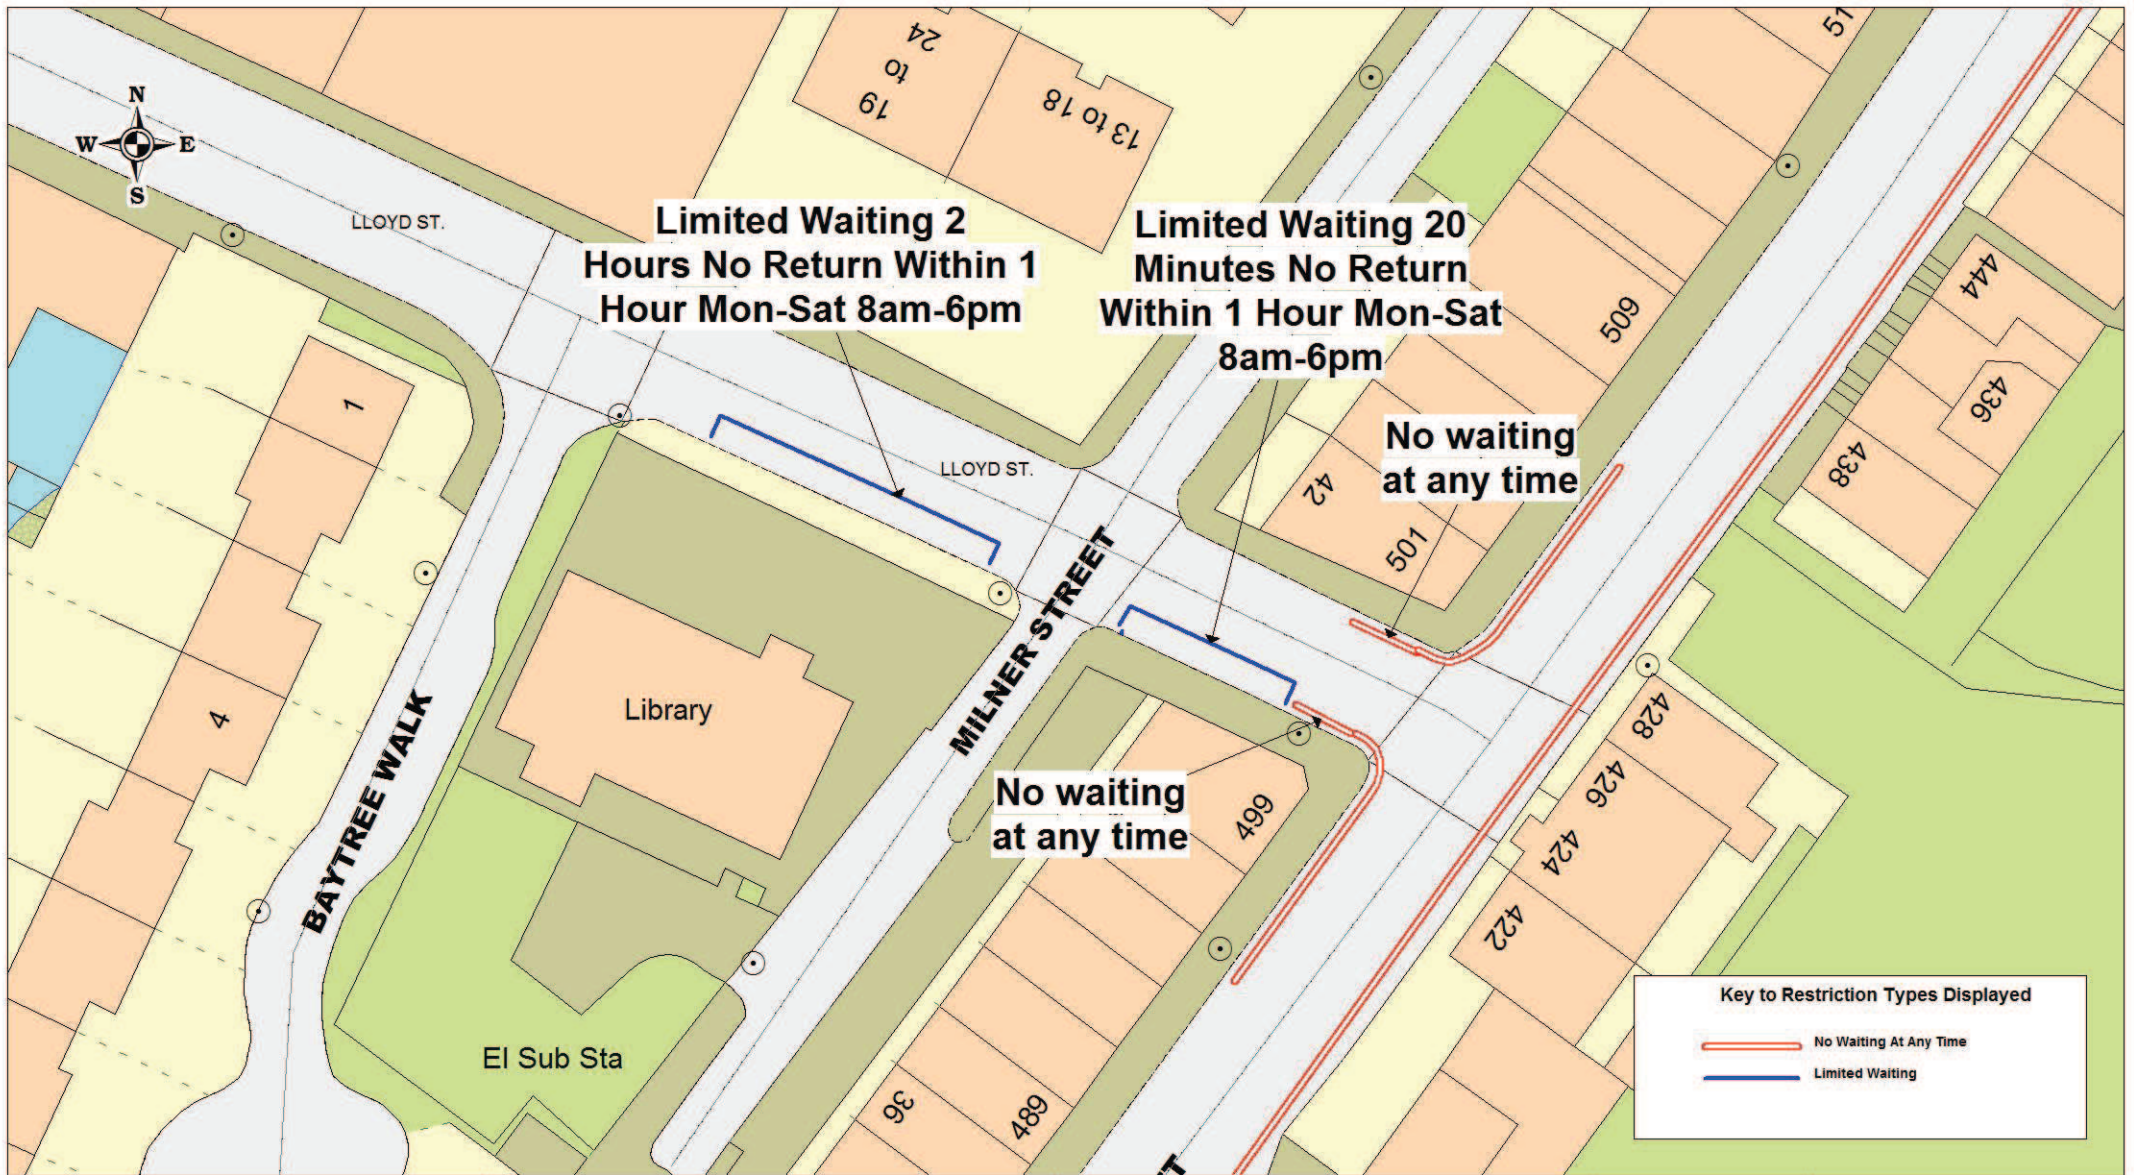 51
24
to
19
13 to 18
N
W
E
S
LLOYD ST.
Limited Waiting 2
Hours No Return Within 1
Hour Mon-Sat 8am-6pm
Limited Waiting 20
Minutes No Return
Within 1 Hour Mon-Sat
8am-6pm
444
509
436
438
1
No waiting
at any time
LLOYD ST.
42
501
MILNER STREET
Library
4
BAYTREE WALK
No waiting
at any time
499
428
426
424
422
El Sub Sta
36
489
Key to Restriction Types Displayed
No Waiting At Any Time
Limited Waiting